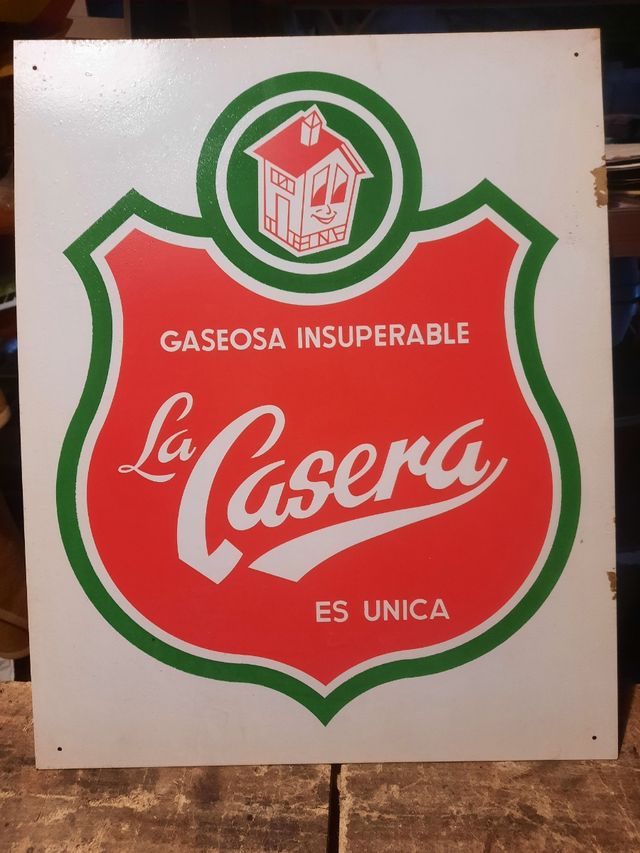 GASEOSA INSUPERABLE
La Casera
ES UNICA